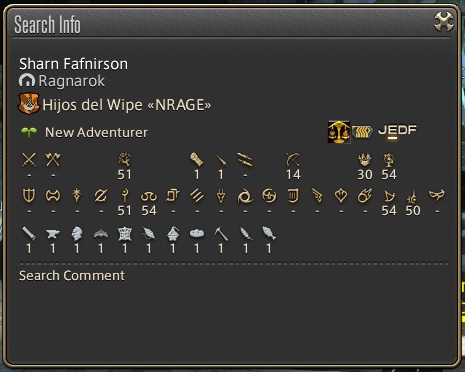 Search Info
Sharn Fafnirson
Ragnarok
Hijos del Wipe «NRAGE»
New Adventurer
JEDF
- - 51 1 1 - 14 30 54
- - - - 51 54 - - - - - - - - - 54 50 -
1 1 1 1 1 1 1 1 1 1 1
Search Comment